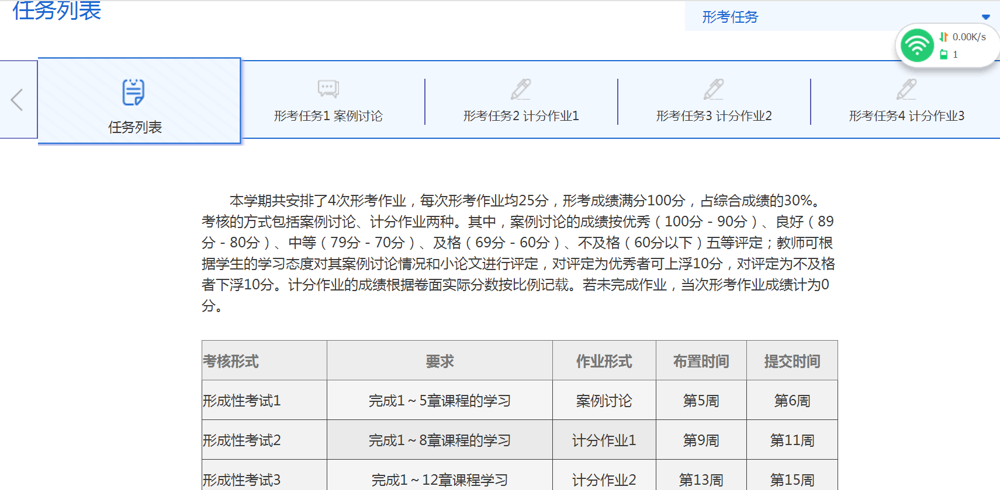 任务列表
形考任务
0.00K/s
1
任务列表
形考任务1 案例讨论
形考任务2 计分作业1
形考任务3 计分作业2
形考任务4 计分作业3
本学期共安排了4次形考作业，每次形考作业均25分，形考成绩满分100分，占综合成绩的30%。
考核的方式包括案例讨论、计分作业两种。其中，案例讨论的成绩按优秀（100分－90分）、良好（89
分－80分）、中等（79分－70分）、及格（69分－60分）、不及格（60分以下）五等评定；教师可根
据学生的学习态度对其案例讨论情况和小论文进行评定，对评定为优秀者可上浮10分，对评定为不及格
者下浮10分。计分作业的成绩根据卷面实际分数按比例记载。若未完成作业，当次形考作业成绩计为0
分。
考核形式 要求 作业形式 布置时间 提交时间
形成性考试1 完成1～5章课程的学习 案例讨论 第5周 第6周
形成性考试2 完成1～8章课程的学习 计分作业1 第9周 第11周
形成性考试3 完成1～12章课程学习 计分作业2 第13周 第15周